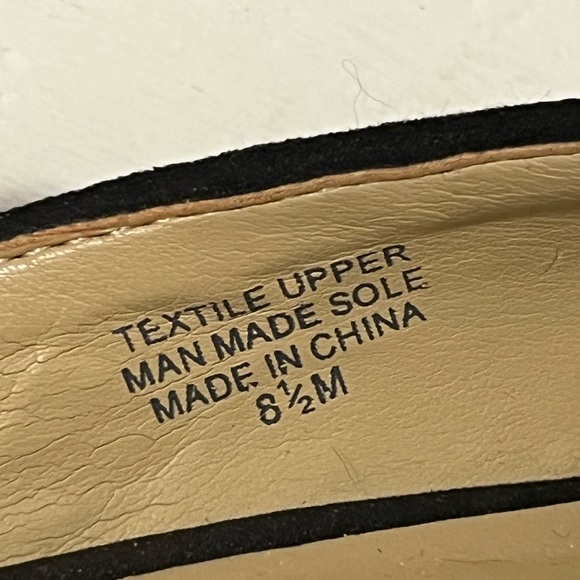 TEXTILE UPPER
MAN MADE SOLE
MADE IN CHINA
8½M